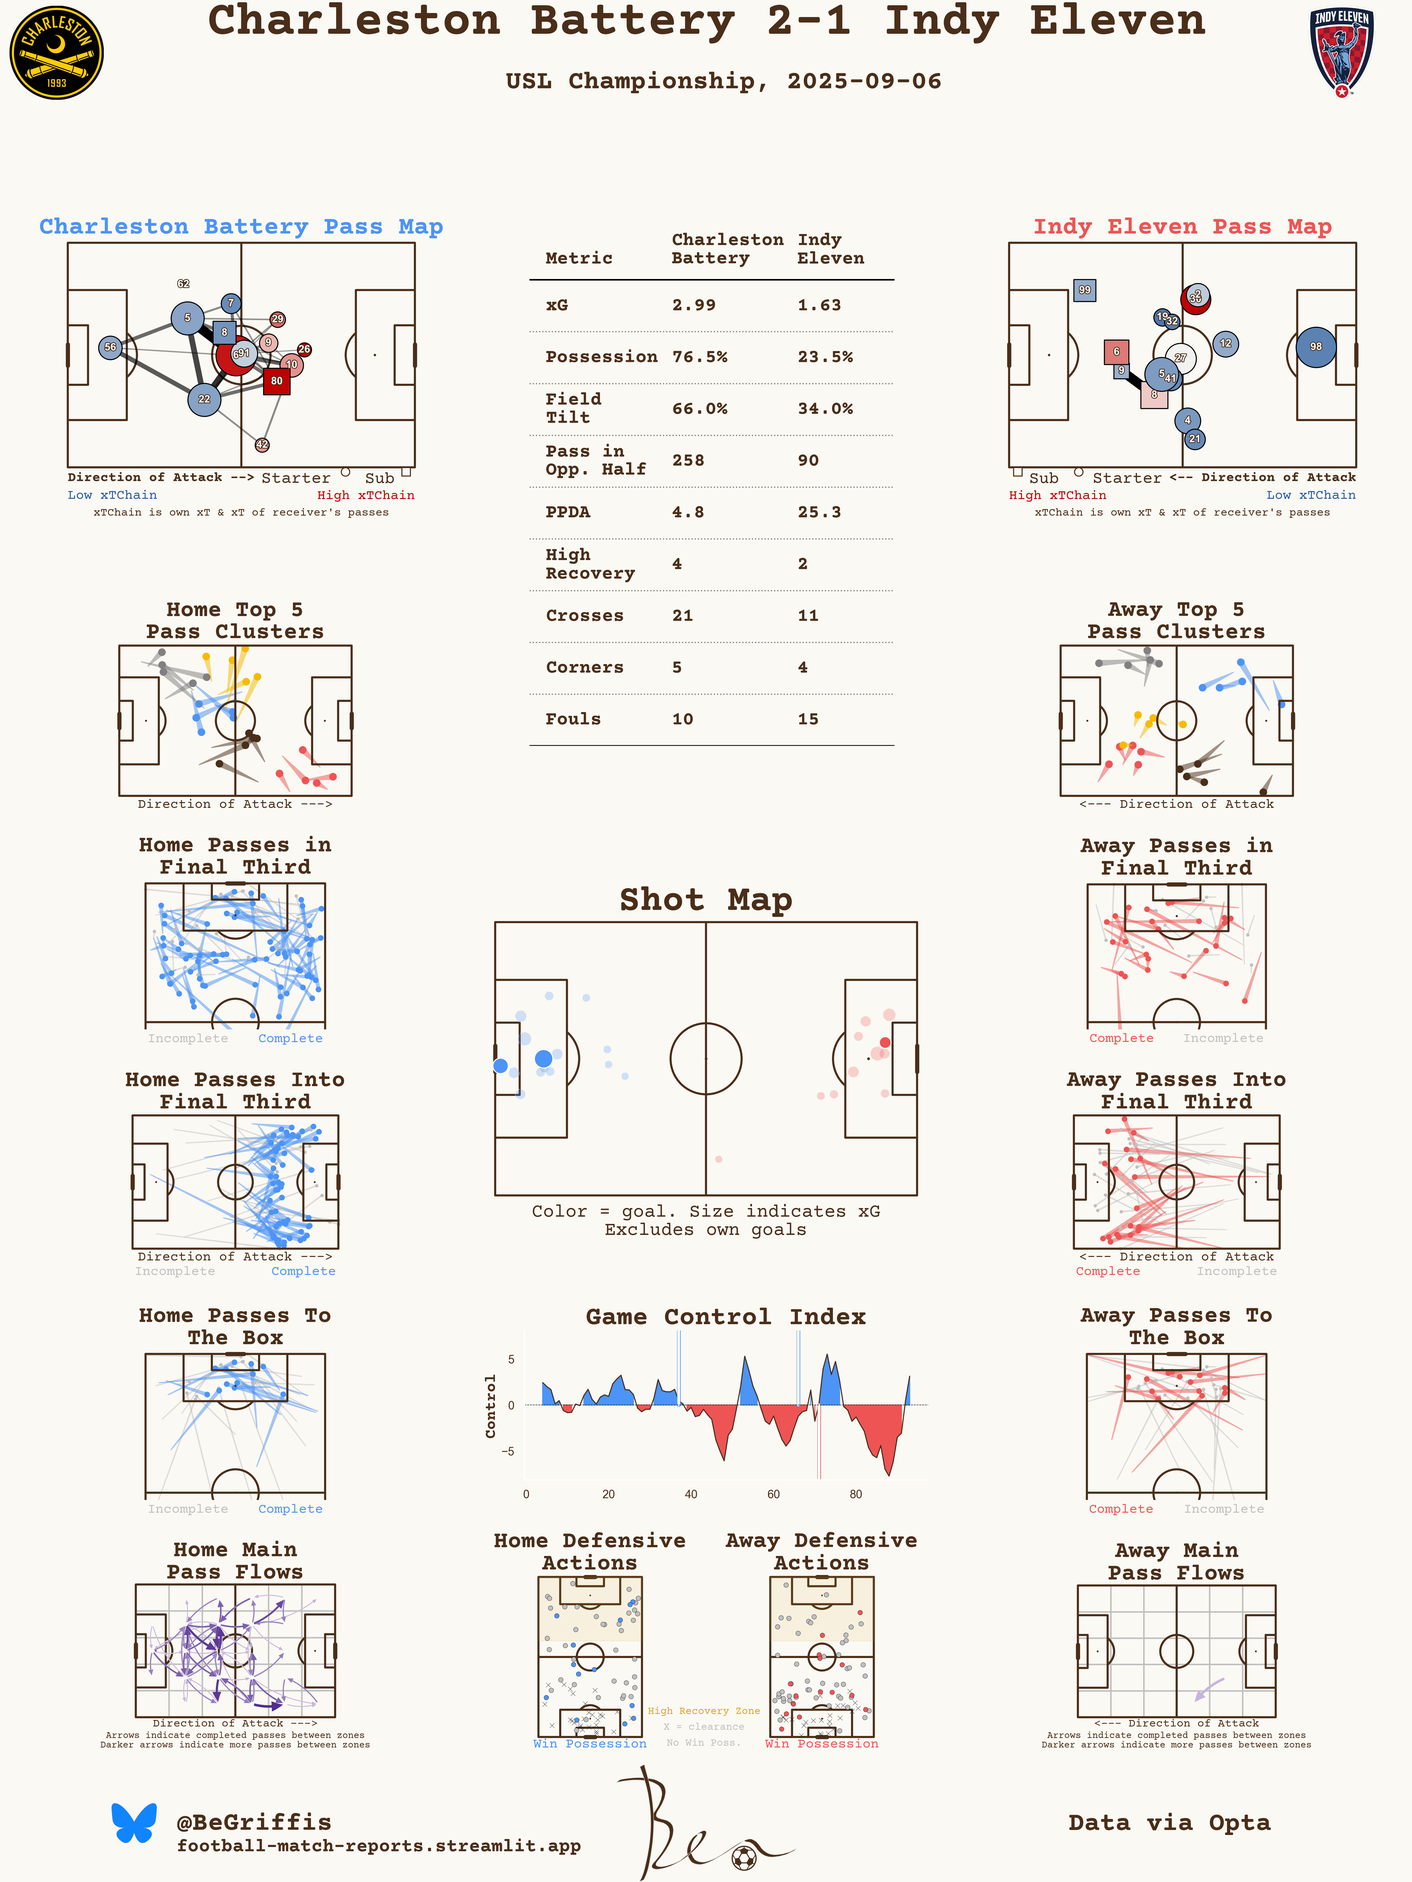 Charleston Battery 2-1 Indy Eleven
USL Championship, 2025-09-06
CHARLESTON
1993
INDY ELEVEN
Charleston Battery Pass Map
62
7
5
29
8
9
91
56
26
10
80
22
42
Direction of Attack --> Starter Sub
Low xTChain High xTChain
xTChain is own xT & xT of receiver's passes
Metric Charleston Battery Indy Eleven
xG 2.99 1.63
Possession 76.5% 23.5%
Field Tilt 66.0% 34.0%
Pass in Opp. Half 258 90
PPDA 4.8 25.3
High Recovery 4 2
Crosses 21 11
Corners 5 4
Fouls 10 15
Indy Eleven Pass Map
99
2
19
32
12
98
6
27
9
5
41
8
4
21
Sub Starter <-- Direction of Attack
High xTChain Low xTChain
xTChain is own xT & xT of receiver's passes
Home Top 5
Pass Clusters
Direction of Attack --->
Away Top 5
Pass Clusters
<--- Direction of Attack
Home Passes in
Final Third
Incomplete Complete
Away Passes in
Final Third
Complete Incomplete
Shot Map
Color = goal. Size indicates xG
Excludes own goals
Home Passes Into
Final Third
Direction of Attack --->
Incomplete Complete
Away Passes Into
Final Third
<--- Direction of Attack
Complete Incomplete
Home Passes To
The Box
Incomplete Complete
Game Control Index
Control
5
0
−5
0 20 40 60 80
Away Passes To
The Box
Complete Incomplete
Home Main
Pass Flows
Direction of Attack --->
Arrows indicate completed passes between zones
Darker arrows indicate more passes between zones
Home Defensive
Actions
Win Possession
High Recovery Zone
X = clearance
No Win Poss.
Away Defensive
Actions
Win Possession
Away Main
Pass Flows
<--- Direction of Attack
Arrows indicate completed passes between zones
Darker arrows indicate more passes between zones
@BeGriffis
football-match-reports.streamlit.app
Ben
Data via Opta